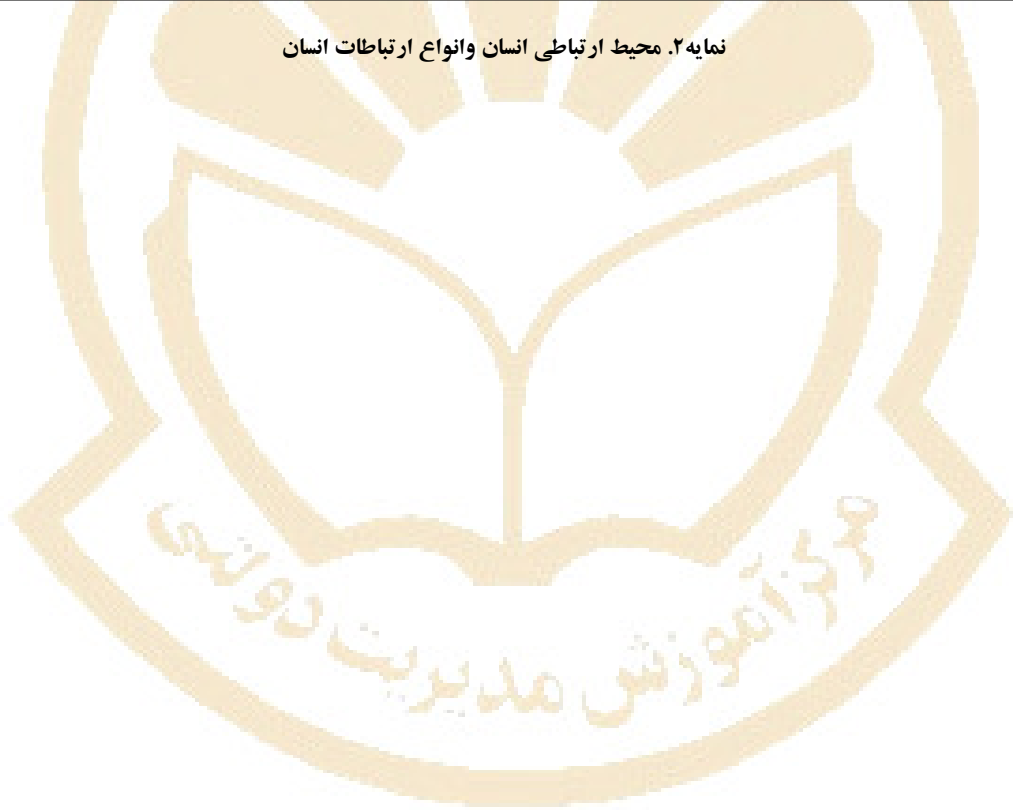 نمایه۲. محیط ارتباطی انسان وانواع ارتباطات انسان
مرکز آموزش مدیریت دولتی